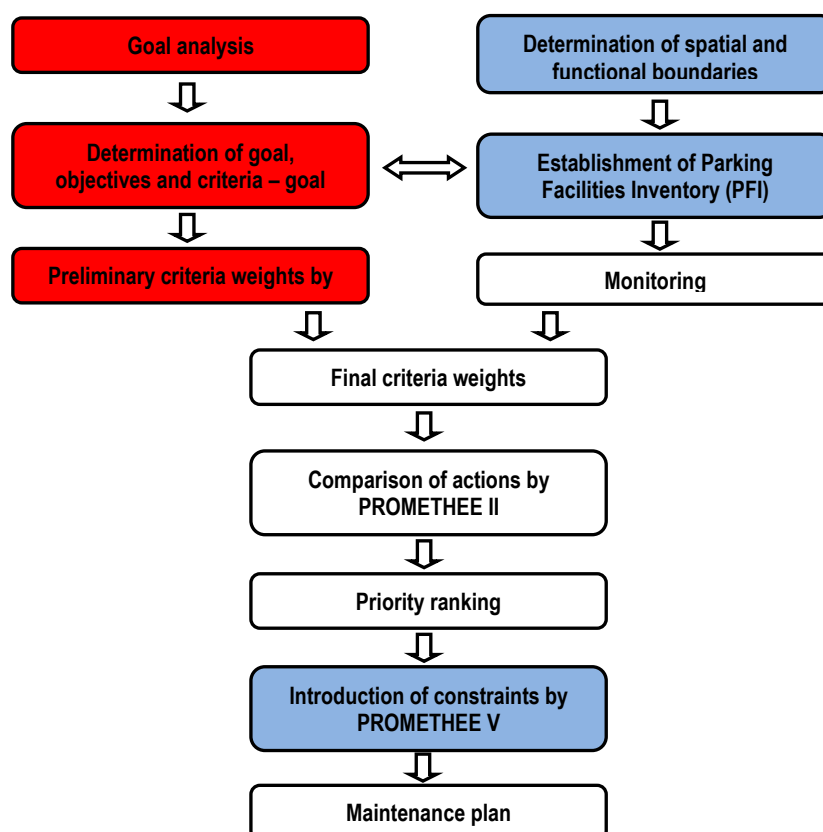 Goal analysis
Determination of spatial and
functional boundaries
Determination of goal,
objectives and criteria – goal
Establishment of Parking
Facilities Inventory (PFI)
Preliminary criteria weights by
Monitoring
Final criteria weights
Comparison of actions by
PROMETHEE II
Priority ranking
Introduction of constraints by
PROMETHEE V
Maintenance plan